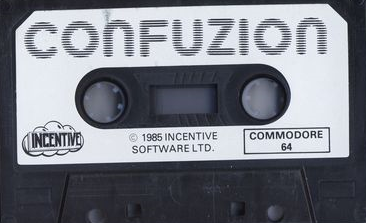 CONFUZION
INCENTIVE
© 1985 INCENTIVE
SOFTWARE LTD.
COMMODORE
64